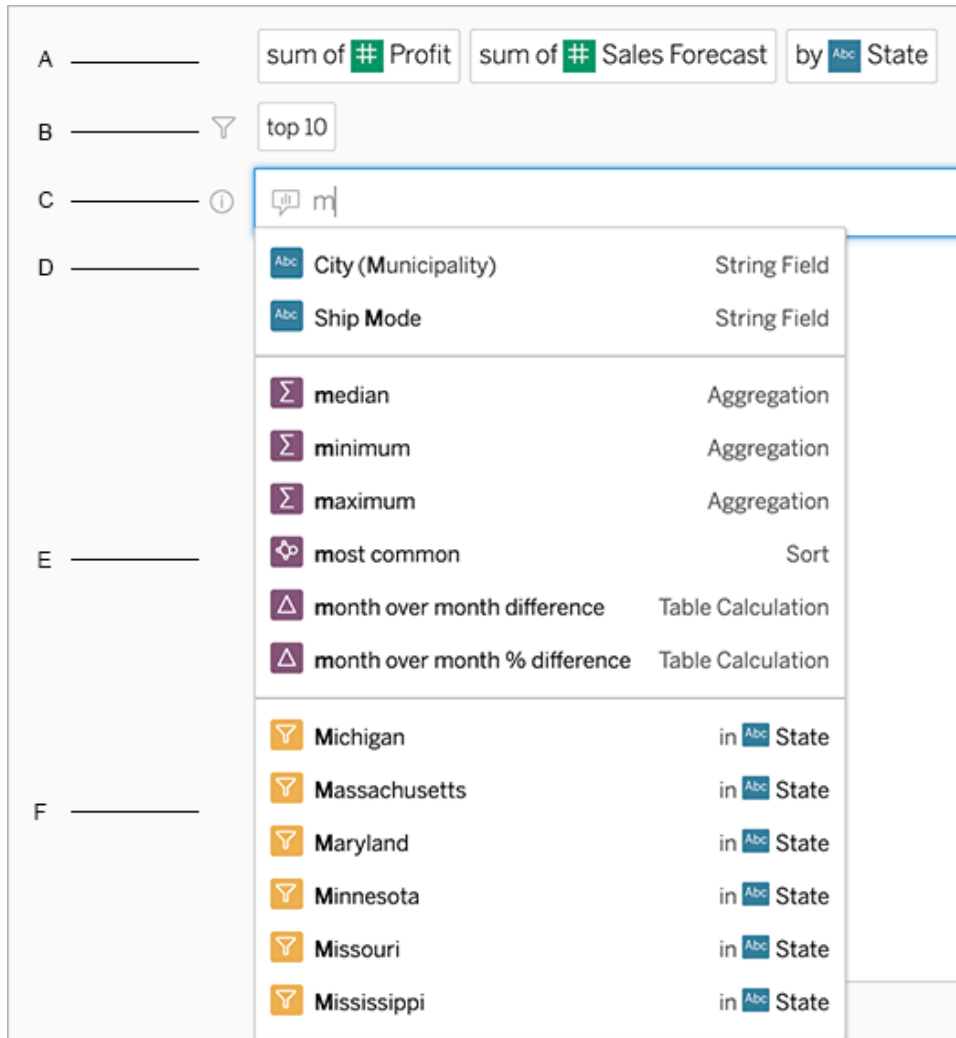 A sum of # Profit sum of # Sales Forecast by Abc State
B top 10
C m
D Abc City (Municipality) String Field
Abc Ship Mode String Field
Σ median Aggregation
Σ minimum Aggregation
Σ maximum Aggregation
E most common Sort
month over month difference Table Calculation
month over month % difference Table Calculation
Michigan in Abc State
Massachusetts in Abc State
F
Maryland in Abc State
Minnesota in Abc State
Missouri in Abc State
Mississippi in Abc State